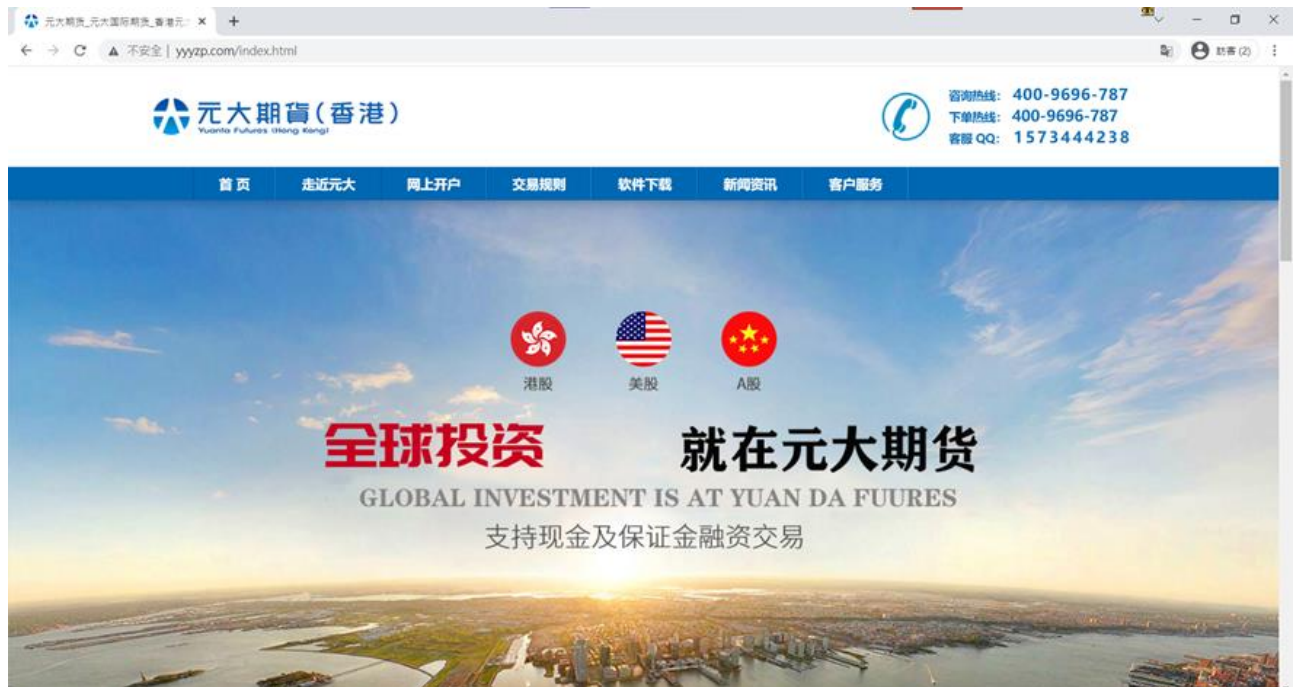 元大期货_元大国际期货_香港元
不安全 | yyyzp.com/index.html
訪客 (2)
元大期貨(香港)
Yuanta Futures (Hong Kong)
咨询热线: 400-9696-787
下单热线: 400-9696-787
客服 QQ: 1573444238
首 页 走近元大 网上开户 交易规则 软件下载 新闻资讯 客户服务
港股 美股 A股
全球投资 就在元大期货
GLOBAL INVESTMENT IS AT YUAN DA FUURES
支持现金及保证金融资交易